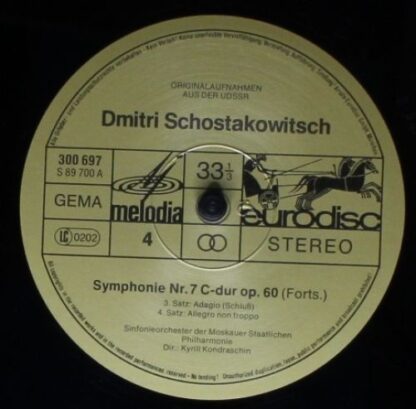 ORIGINALAUFNAHMEN
AUS DER UDSSR
Dmitri Schostakowitsch
300 697
S 89 700 A
33 1/3
GEMA
melodia
eurodisc
LC 0202
4
STEREO
Symphonie Nr. 7 C-dur op. 60 (Forts.)
3. Satz: Adagio (Schluß)
4. Satz: Allegro non troppo
Sinfonieorchester der Moskauer Staatlichen
Philharmonie
Dir.: Kyrill Kondraschin